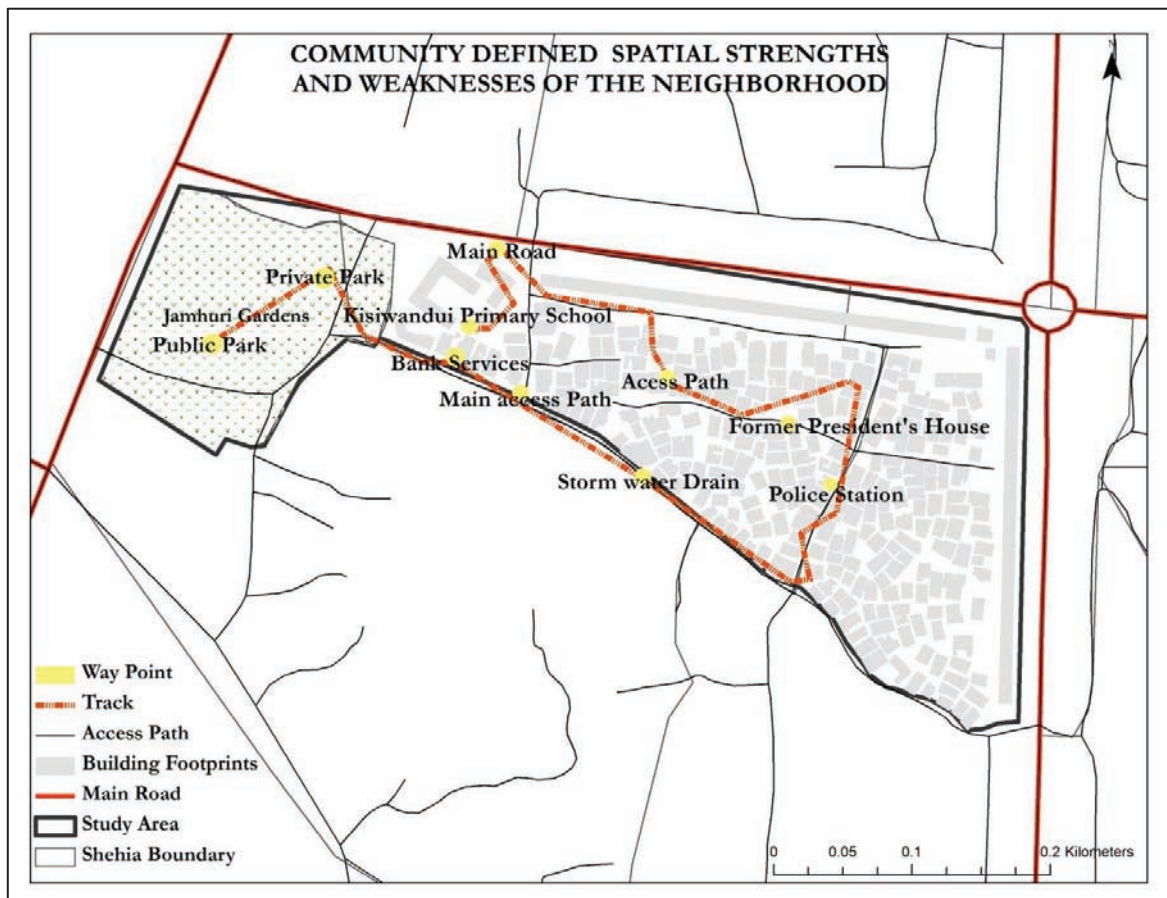 COMMUNITY DEFINED SPATIAL STRENGTHS
AND WEAKNESSES OF THE NEIGHBORHOOD
N
Main Road
Private Park
Jamhuri Gardens
Kisiwandui Primary School
Public Park
Bank Services
Acess Path
Main access Path
Former President's House
Storm water Drain
Police Station
Way Point
Track
Access Path
Building Footprints
Main Road
Study Area
Shehia Boundary
0 0.05 0.1 0.2 Kilometers